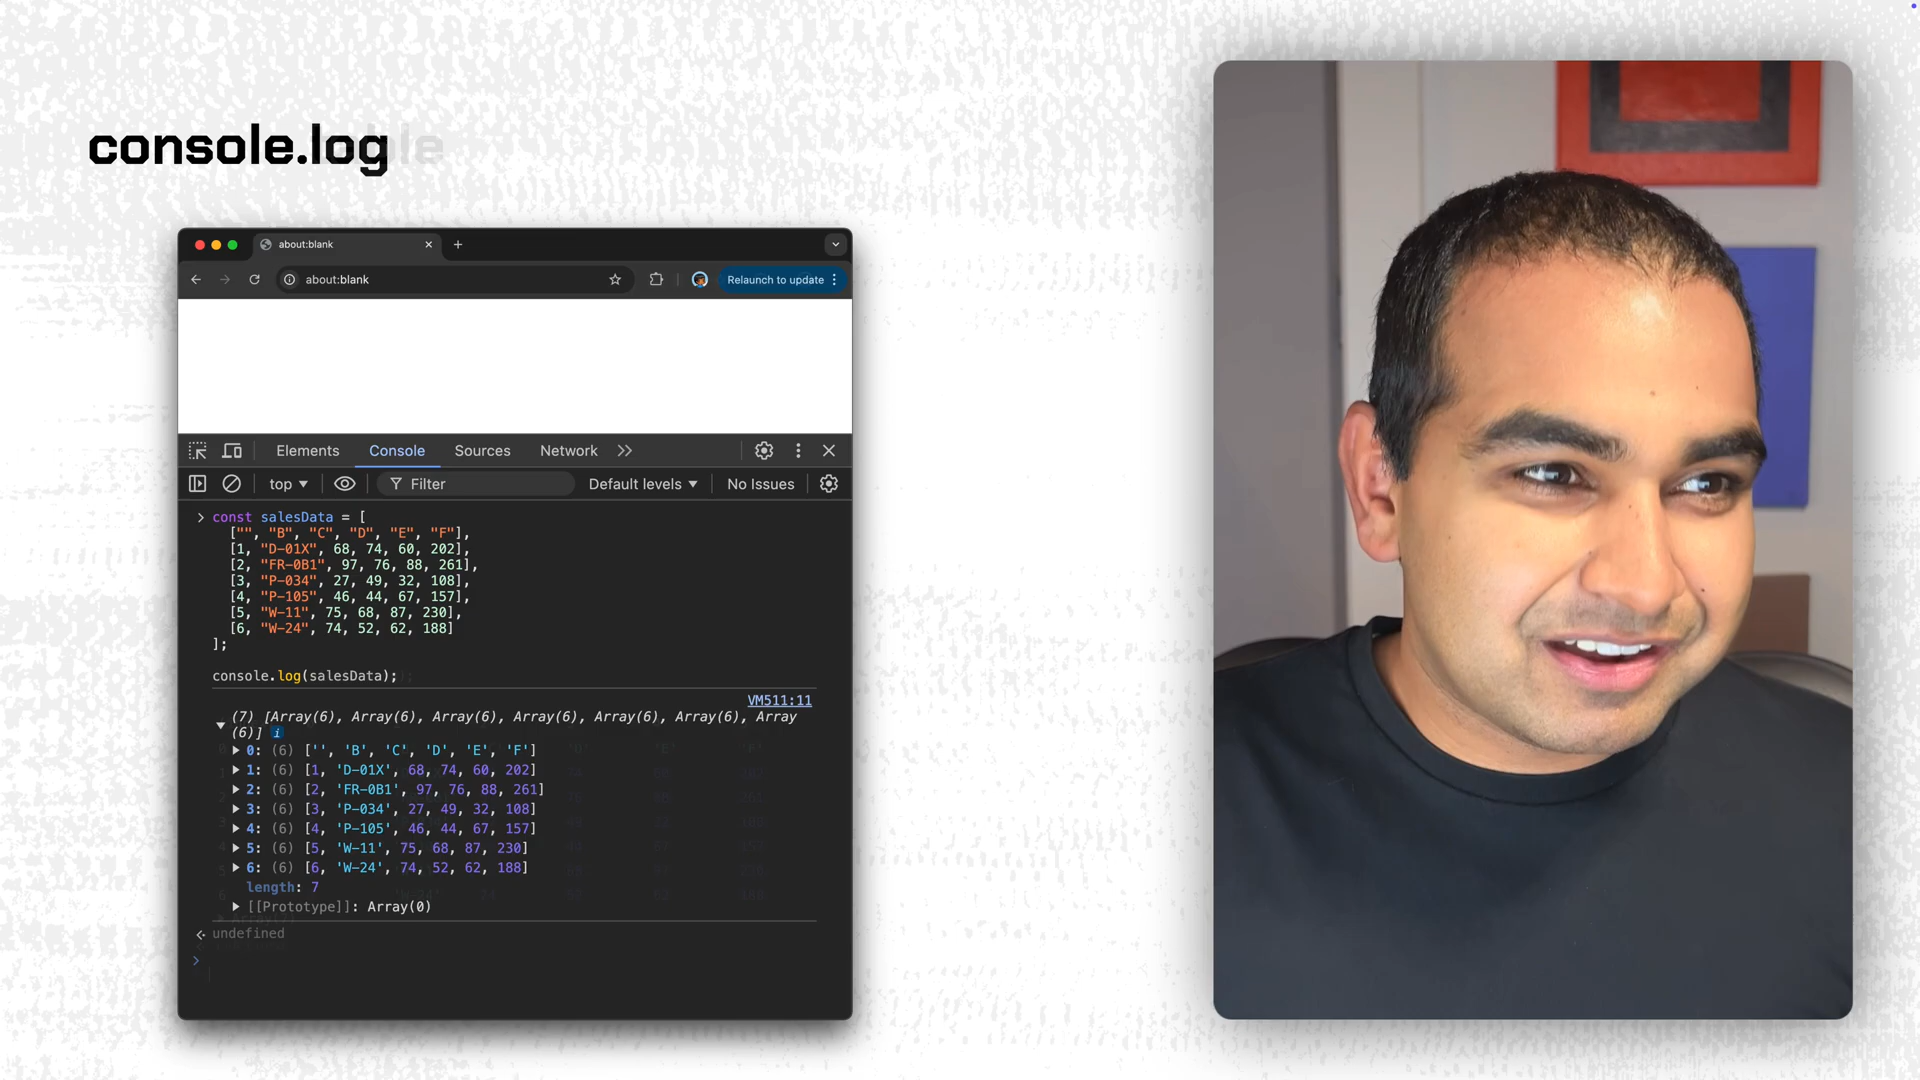 console.log
about:blank
about:blank
Relaunch to update
Elements Console Sources Network
top Filter Default levels No Issues
const salesData = [
["", "B", "C", "D", "E", "F"],
[1, "D-01X", 68, 74, 60, 202],
[2, "FR-0B1", 97, 76, 88, 261],
[3, "P-034", 27, 49, 32, 108],
[4, "P-105", 46, 44, 67, 157],
[5, "W-11", 75, 68, 87, 230],
[6, "W-24", 74, 52, 62, 188]
];
console.log(salesData);
VM511:11
(7) [Array(6), Array(6), Array(6), Array(6), Array(6), Array(6), Array
(6)] i
0: (6) ['', 'B', 'C', 'D', 'E', 'F']
1: (6) [1, 'D-01X', 68, 74, 60, 202]
2: (6) [2, 'FR-0B1', 97, 76, 88, 261]
3: (6) [3, 'P-034', 27, 49, 32, 108]
4: (6) [4, 'P-105', 46, 44, 67, 157]
5: (6) [5, 'W-11', 75, 68, 87, 230]
6: (6) [6, 'W-24', 74, 52, 62, 188]
length: 7
[[Prototype]]: Array(0)
undefined